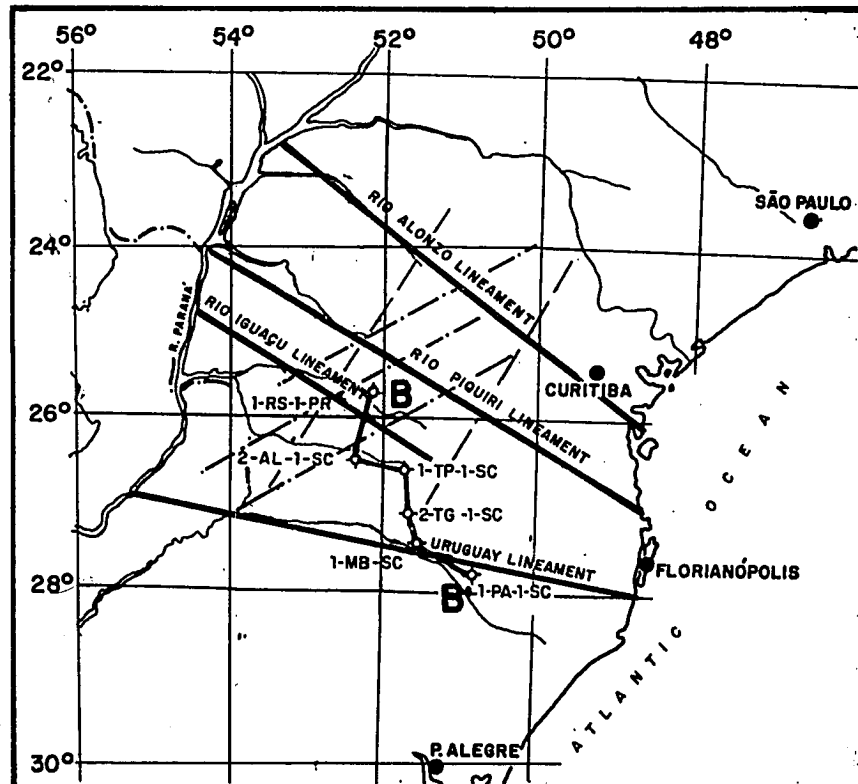 56° 54° 52° 50° 48°
22°
SÃO PAULO
RIO ALONZO LINEAMENT
24°
R. PARANÁ
RIO IGUAÇU LINEAMENT
RIO PIQUIRI LINEAMENT
CURITIBA
B
1-RS-1-PR
26°
2-AL-1-SC
1-TP-1-SC
2-TG-1-SC
URUGUAY LINEAMENT
1-MB-SC
FLORIANÓPOLIS
28°
B
1-PA-1-SC
ATLANTIC OCEAN
P. ALEGRE
30°